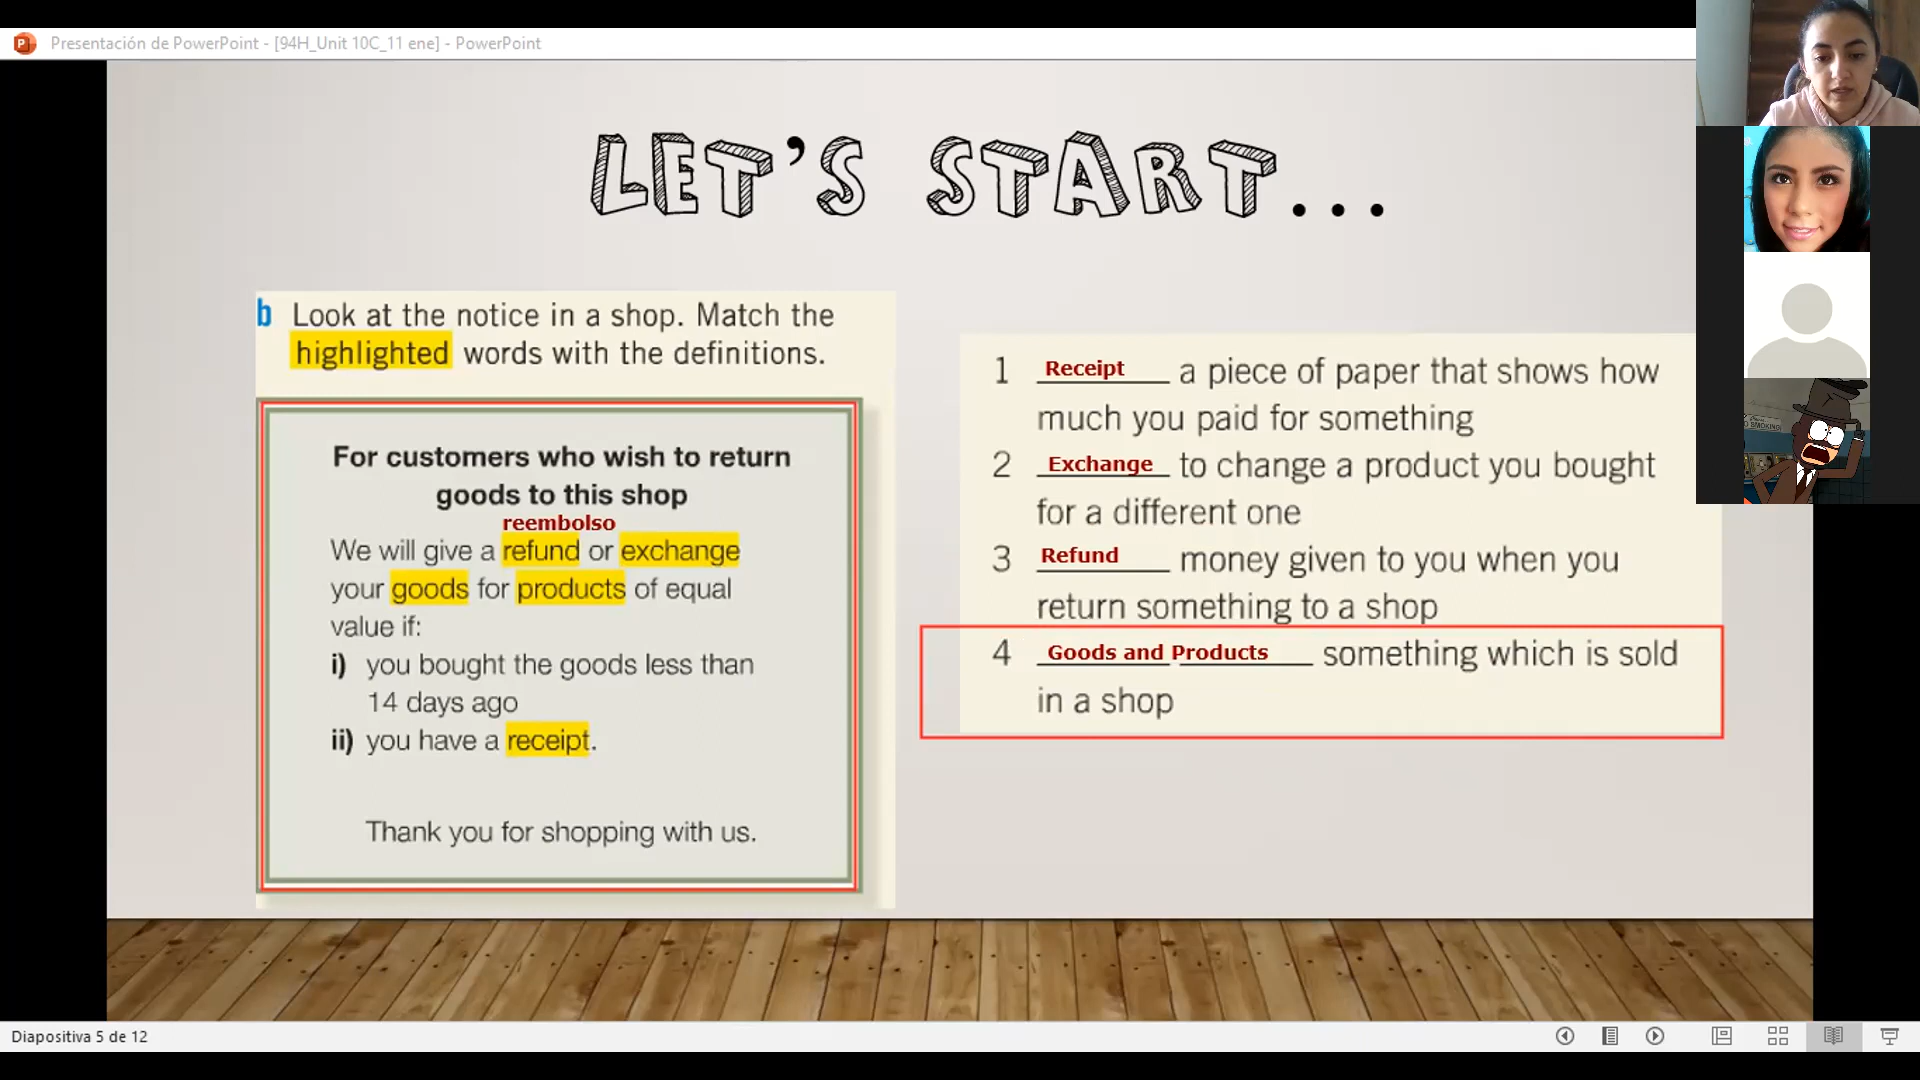 Presentación de PowerPoint - [94H_Unit 10C_11 ene] - PowerPoint
LET'S START...
b Look at the notice in a shop. Match the
highlighted words with the definitions.
For customers who wish to return
goods to this shop
reembolso
We will give a refund or exchange
your goods for products of equal
value if:
i) you bought the goods less than
14 days ago
ii) you have a receipt.
Thank you for shopping with us.
1 Receipt a piece of paper that shows how
much you paid for something
2 Exchange to change a product you bought
for a different one
3 Refund money given to you when you
return something to a shop
4 Goods and Products something which is sold
in a shop
SMOKING
Diapositiva 5 de 12